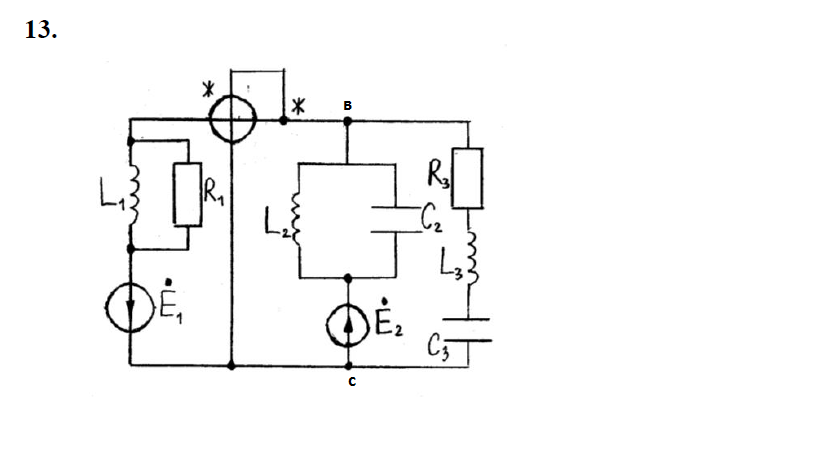 13.
*
* B
L₁ R₁ L₂ C₂ R₃
L₃
Ė₁ Ė₂ C₃
C